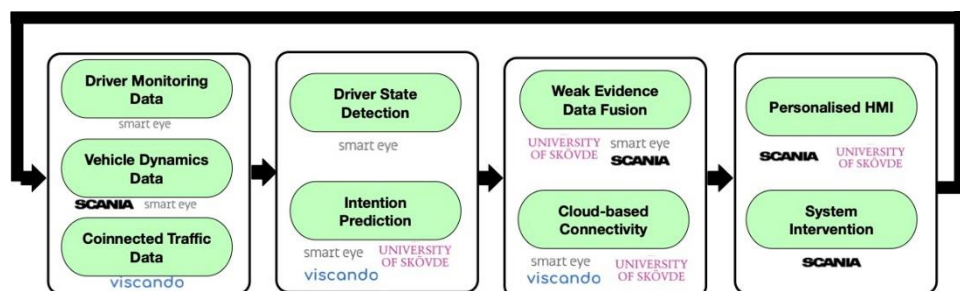 Driver Monitoring
Data
smart eye
Vehicle Dynamics
Data
SCANIA smart eye
Coinnected Traffic
Data
viscando
Driver State
Detection
smart eye
Intention
Prediction
smart eye UNIVERSITY
OF SKÖVDE
viscando
Weak Evidence
Data Fusion
UNIVERSITY
OF SKÖVDE
smart eye
SCANIA
Cloud-based
Connectivity
smart eye
viscando
UNIVERSITY
OF SKÖVDE
Personalised HMI
SCANIA
UNIVERSITY
OF SKÖVDE
System
Intervention
SCANIA